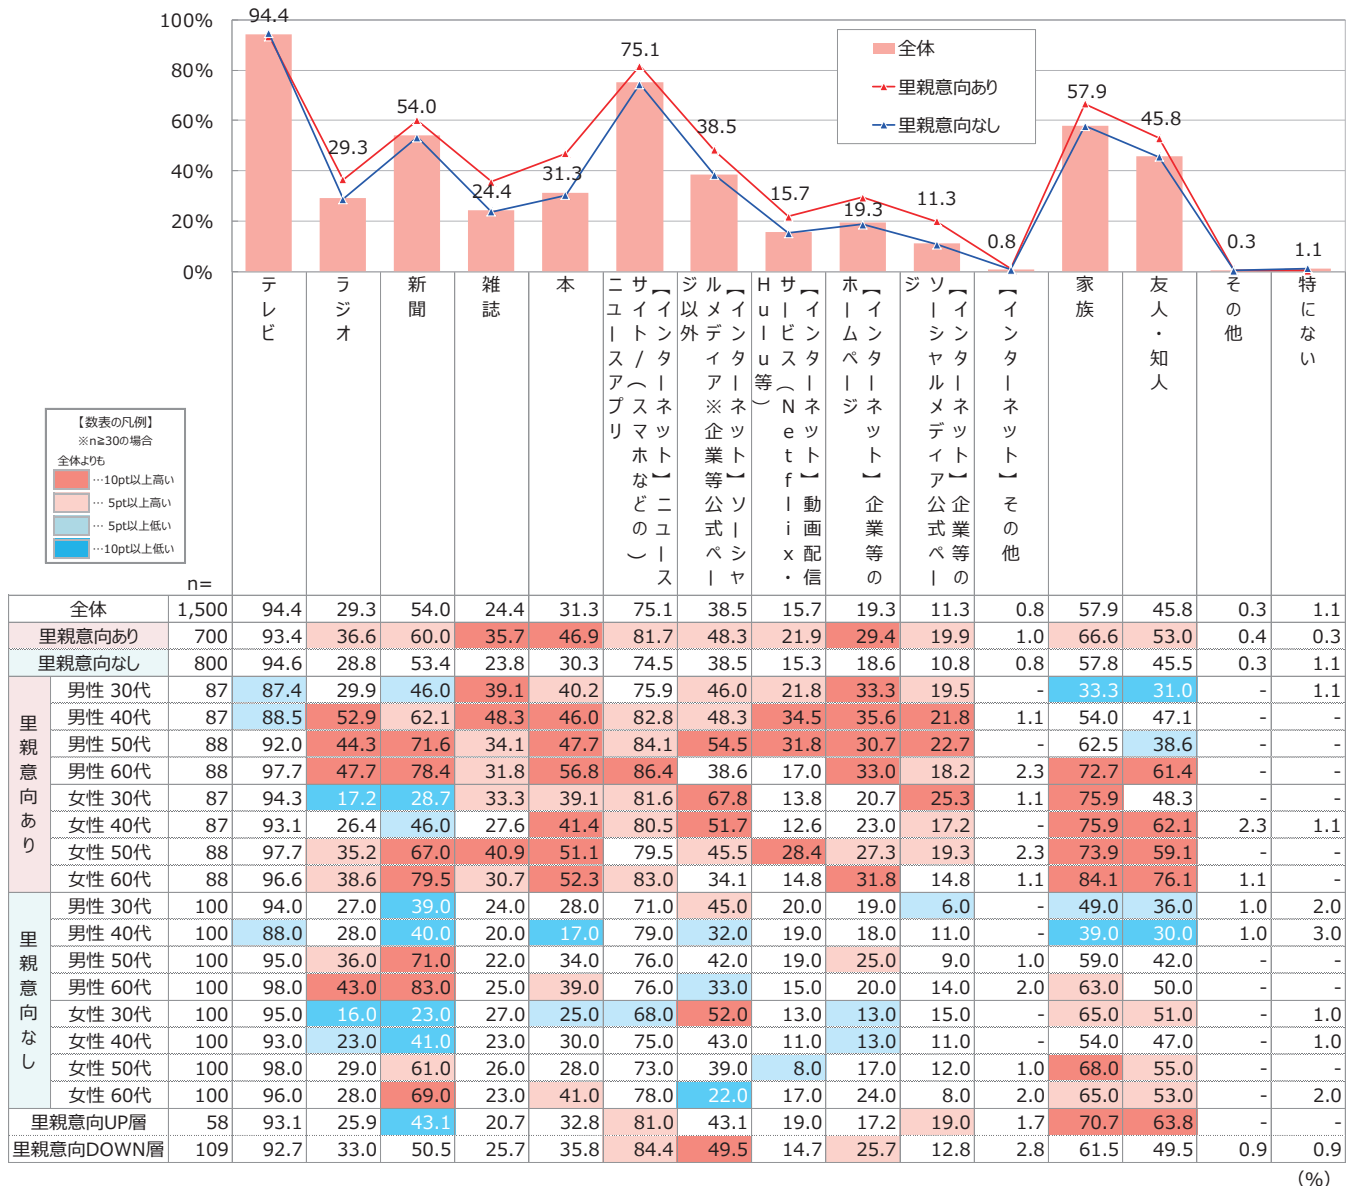 100%
80%
60%
40%
20%
0%
94.4
29.3
54.0
24.4
31.3
75.1
38.5
15.7
19.3
11.3
0.8
57.9
45.8
0.3
1.1
全体
里親意向あり
里親意向なし
テレビ
ラジオ
新聞
雑誌
本
【インターネット】ニュース
サイト/(スマホなどの)
ニュースアプリ
【インターネット】ソーシャ
ルメディア※企業等公式ペー
ジ以外
【インターネット】動画配信
サービス(Netflix・
Hulu等)
【インターネット】企業等の
ホームページ
【インターネット】企業等の
ソーシャルメディア公式ペー
ジ
【インターネット】その他
家族
友人・知人
その他
特にない
【数表の凡例】
※n≧30の場合
全体よりも
…10pt以上高い
… 5pt以上高い
… 5pt以上低い
…10pt以上低い
n=
全体 1,500 94.4 29.3 54.0 24.4 31.3 75.1 38.5 15.7 19.3 11.3 0.8 57.9 45.8 0.3 1.1
里親意向あり 700 93.4 36.6 60.0 35.7 46.9 81.7 48.3 21.9 29.4 19.9 1.0 66.6 53.0 0.4 0.3
里親意向なし 800 94.6 28.8 53.4 23.8 30.3 74.5 38.5 15.3 18.6 10.8 0.8 57.8 45.5 0.3 1.1
里親意向あり
男性 30代 87 87.4 29.9 46.0 39.1 40.2 75.9 46.0 21.8 33.3 19.5 - 33.3 31.0 - 1.1
男性 40代 87 88.5 52.9 62.1 48.3 46.0 82.8 48.3 34.5 35.6 21.8 1.1 54.0 47.1 - -
男性 50代 88 92.0 44.3 71.6 34.1 47.7 84.1 54.5 31.8 30.7 22.7 - 62.5 38.6 - -
男性 60代 88 97.7 47.7 78.4 31.8 56.8 86.4 38.6 17.0 33.0 18.2 2.3 72.7 61.4 - -
女性 30代 87 94.3 17.2 28.7 33.3 39.1 81.6 67.8 13.8 20.7 25.3 1.1 75.9 48.3 - -
女性 40代 87 93.1 26.4 46.0 27.6 41.4 80.5 51.7 12.6 23.0 17.2 - 75.9 62.1 2.3 1.1
女性 50代 88 97.7 35.2 67.0 40.9 51.1 79.5 45.5 28.4 27.3 19.3 2.3 73.9 59.1 - -
女性 60代 88 96.6 38.6 79.5 30.7 52.3 83.0 34.1 14.8 31.8 14.8 1.1 84.1 76.1 1.1 -
里親意向なし
男性 30代 100 94.0 27.0 39.0 24.0 28.0 71.0 45.0 20.0 19.0 6.0 - 49.0 36.0 1.0 2.0
男性 40代 100 88.0 28.0 40.0 20.0 17.0 79.0 32.0 19.0 18.0 11.0 - 39.0 30.0 1.0 3.0
男性 50代 100 95.0 36.0 71.0 22.0 34.0 76.0 42.0 19.0 25.0 9.0 1.0 59.0 42.0 - -
男性 60代 100 98.0 43.0 83.0 25.0 39.0 76.0 33.0 15.0 20.0 14.0 2.0 63.0 50.0 - -
女性 30代 100 95.0 16.0 23.0 27.0 25.0 68.0 52.0 13.0 13.0 15.0 - 65.0 51.0 - 1.0
女性 40代 100 93.0 23.0 41.0 23.0 30.0 75.0 43.0 11.0 13.0 11.0 - 54.0 47.0 - 1.0
女性 50代 100 98.0 29.0 61.0 26.0 28.0 73.0 39.0 8.0 17.0 12.0 1.0 68.0 55.0 - -
女性 60代 100 96.0 28.0 69.0 23.0 41.0 78.0 22.0 17.0 24.0 8.0 2.0 65.0 53.0 - 2.0
里親意向UP層 58 93.1 25.9 43.1 20.7 32.8 81.0 43.1 19.0 17.2 19.0 1.7 70.7 63.8 - -
里親意向DOWN層 109 92.7 33.0 50.5 25.7 35.8 84.4 49.5 14.7 25.7 12.8 2.8 61.5 49.5 0.9 0.9
(%)